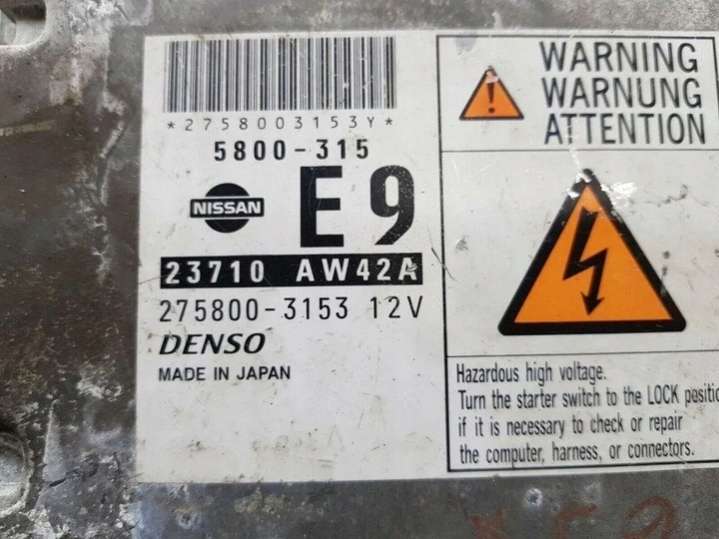 *2758003153Y*
5800-315
NISSAN
E9
23710 AW42A
275800-3153 12V
DENSO
MADE IN JAPAN
WARNING
WARNUNG
ATTENTION
Hazardous high voltage.
Turn the starter switch to the LOCK positio
if it is necessary to check or repair
the computer, harness, or connectors.